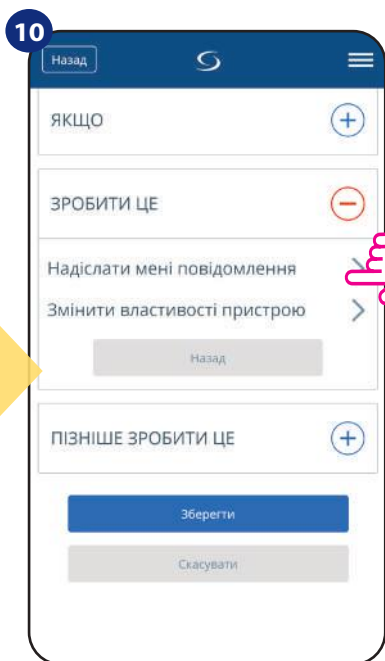 10
Назад
ЯКЩО
ЗРОБИТИ ЦЕ
Надіслати мені повідомлення
Змінити властивості пристрою
Назад
ПІЗНІШЕ ЗРОБИТИ ЦЕ
Зберегти
Скасувати